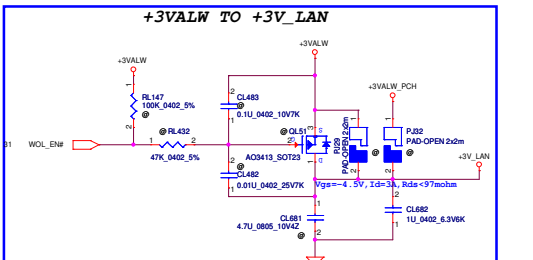 +3VALW TO +3V_LAN
+3VALW
+3VALW
+3VALW_PCH
RL147
100K_0402_5%
@
CL483
@
0.1U_0402_10V7K
@ RL432
WOL_EN#
47K_0402_5%
@ QL51
AO3413_SOT23
PJ29
PAD-OPEN 2x2m
@
PJ32
PAD-OPEN 2x2m
@
+3V_LAN
@
CL482
0.01U_0402_25V7K
Vgs=-4.5V,Id=3A,Rds<97mohm
CL681
4.7U_0805_10V4Z
@
CL682
1U_0402_6.3V6K